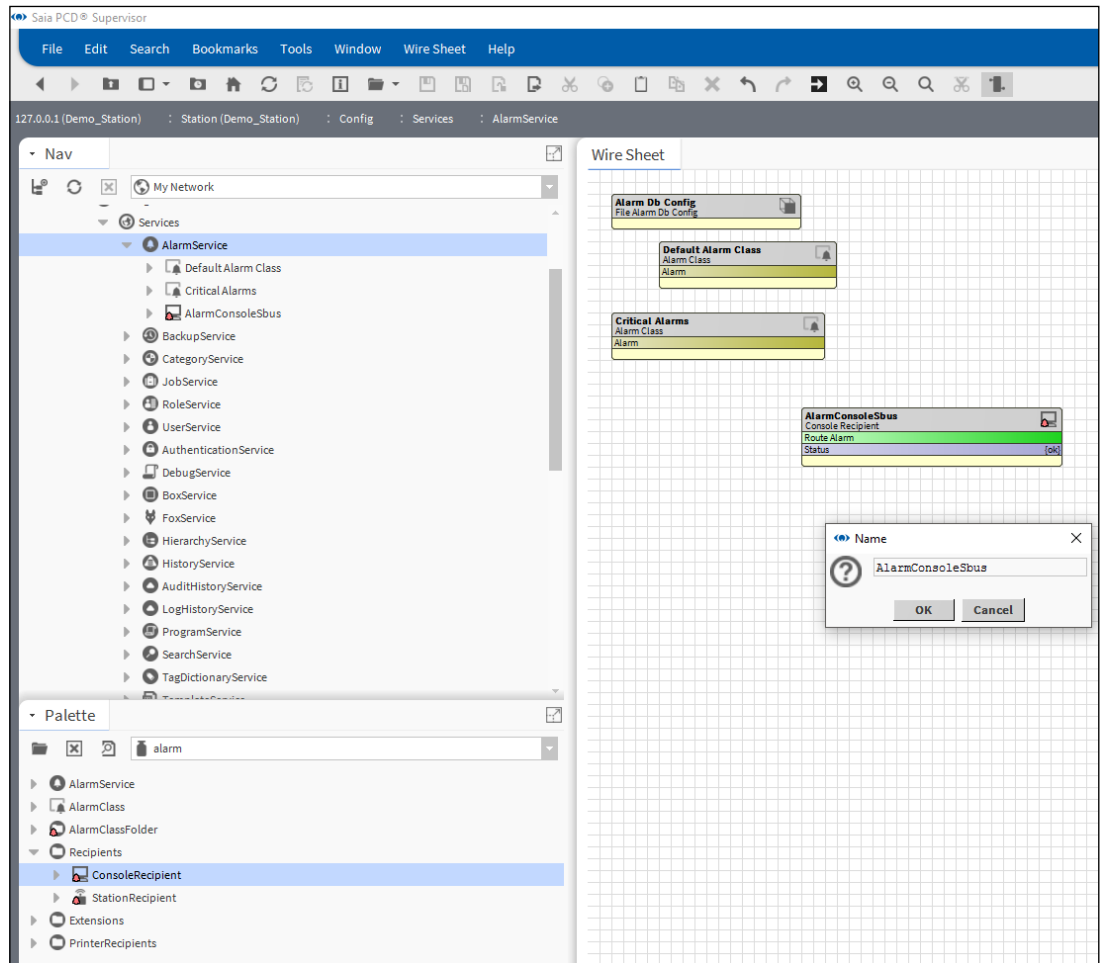 Saia PCD® Supervisor
File Edit Search Bookmarks Tools Window Wire Sheet Help
127.0.0.1 (Demo_Station) : Station (Demo_Station) : Config : Services : AlarmService
Nav
My Network
Services
AlarmService
Default Alarm Class
Critical Alarms
AlarmConsoleSbus
BackupService
CategoryService
JobService
RoleService
UserService
AuthenticationService
DebugService
BoxService
FoxService
HierarchyService
HistoryService
AuditHistoryService
LogHistoryService
ProgramService
SearchService
TagDictionaryService
TemplateService
Palette
alarm
AlarmService
AlarmClass
AlarmClassFolder
Recipients
ConsoleRecipient
StationRecipient
Extensions
PrinterRecipients
Wire Sheet
Alarm Db Config
File Alarm Db Config
Default Alarm Class
Alarm Class
Alarm
Critical Alarms
Alarm Class
Alarm
AlarmConsoleSbus
Console Recipient
Route Alarm
Status {ok}
Name
AlarmConsoleSbus
OK Cancel